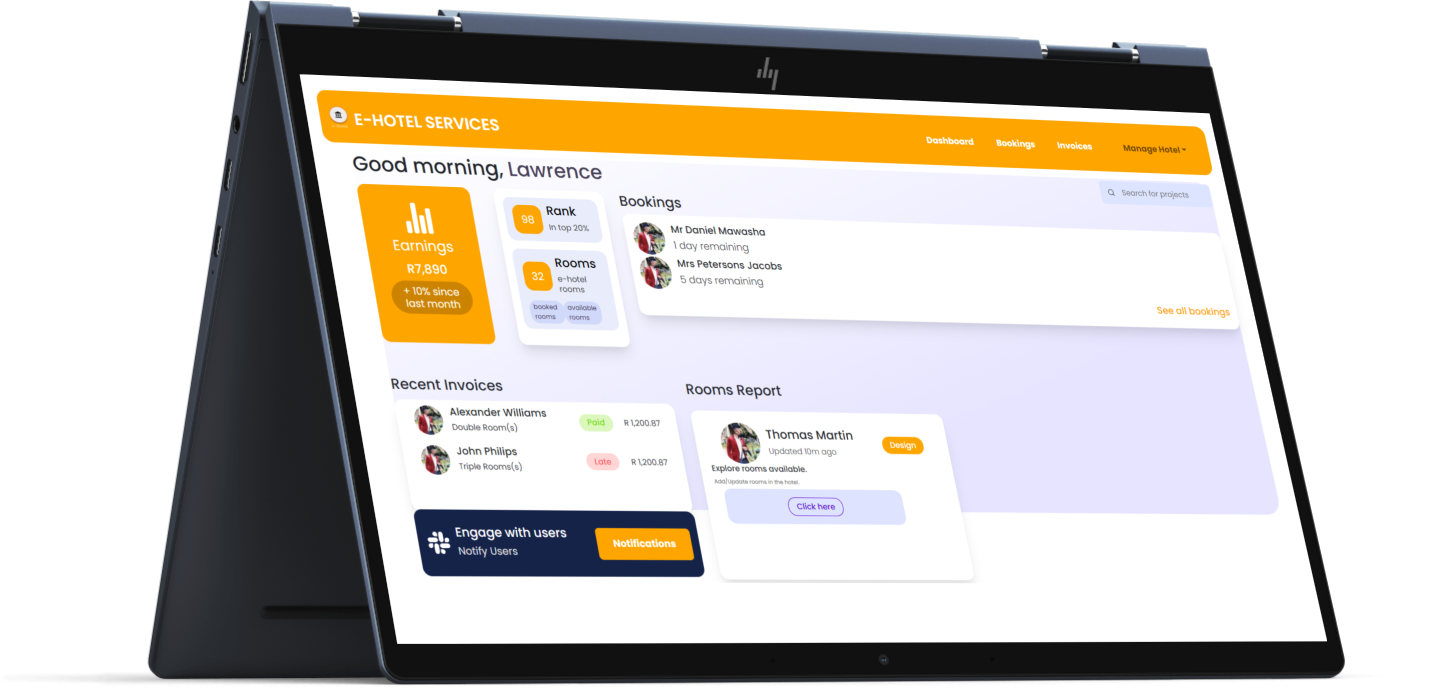 E-HOTEL SERVICES
Dashboard
Bookings
Invoices
Manage Hotel
Good morning, Lawrence
Search for projects
Earnings
R7,890
+ 10% since
last month
98
Rank
In top 20%
32
Rooms
e-hotel
rooms
booked
rooms
available
rooms
Bookings
Mr Daniel Mawasha
1 day remaining
Mrs Petersons Jacobs
5 days remaining
See all bookings
Recent Invoices
Alexander Williams
Double Room(s)
Paid
R 1,200.87
John Philips
Triple Rooms(s)
Late
R 1,200.87
Engage with users
Notify Users
Notifications
Rooms Report
Thomas Martin
Updated 10m ago
Design
Explore rooms available.
Add/Update rooms in the hotel.
Click here